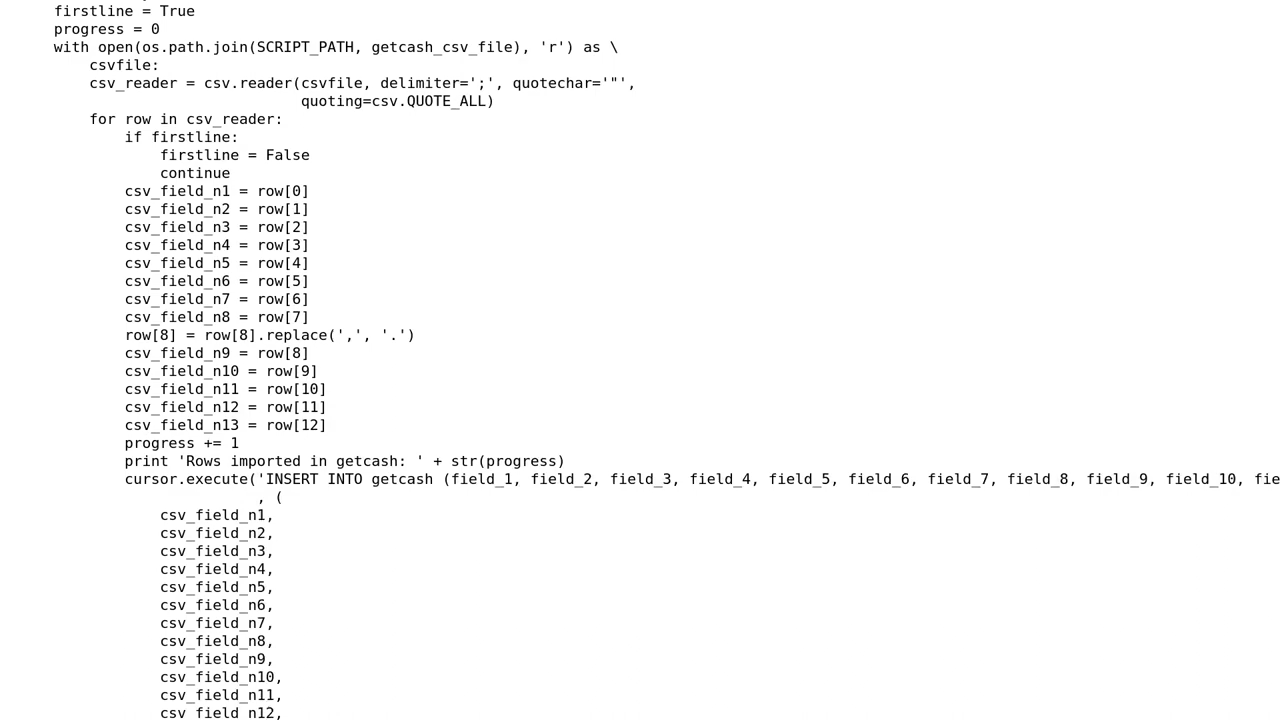 firstline = True
progress = 0
with open(os.path.join(SCRIPT_PATH, getcash_csv_file), 'r') as \
csvfile:
csv_reader = csv.reader(csvfile, delimiter=';', quotechar='"',
quoting=csv.QUOTE_ALL)
for row in csv_reader:
if firstline:
firstline = False
continue
csv_field_n1 = row[0]
csv_field_n2 = row[1]
csv_field_n3 = row[2]
csv_field_n4 = row[3]
csv_field_n5 = row[4]
csv_field_n6 = row[5]
csv_field_n7 = row[6]
csv_field_n8 = row[7]
row[8] = row[8].replace(',', '.')
csv_field_n9 = row[8]
csv_field_n10 = row[9]
csv_field_n11 = row[10]
csv_field_n12 = row[11]
csv_field_n13 = row[12]
progress += 1
print 'Rows imported in getcash: ' + str(progress)
cursor.execute('INSERT INTO getcash (field_1, field_2, field_3, field_4, field_5, field_6, field_7, field_8, field_9, field_10, fie
, (
csv_field_n1,
csv_field_n2,
csv_field_n3,
csv_field_n4,
csv_field_n5,
csv_field_n6,
csv_field_n7,
csv_field_n8,
csv_field_n9,
csv_field_n10,
csv_field_n11,
csv_field_n12,